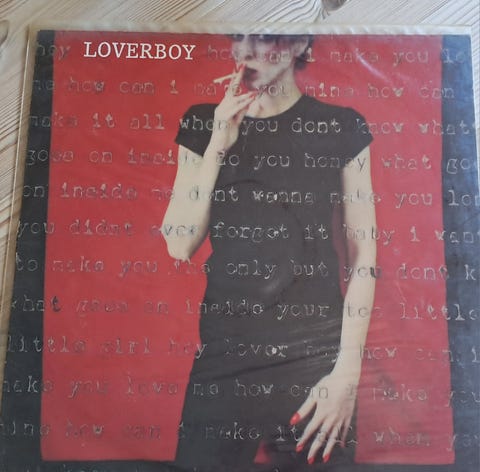 LOVERBOY
hey how can i make you lo
me how can i make you mine how can
make it all when you dont know what
goes on inside do you honey what go
on inside me dont wanna make you lo
you didnt ever forget it baby i wan
to make you the only but you dont k
hat goes on inside your too little
little girl hey lover boy how can i
make you love me how can i make you
mine how can i make it all when you